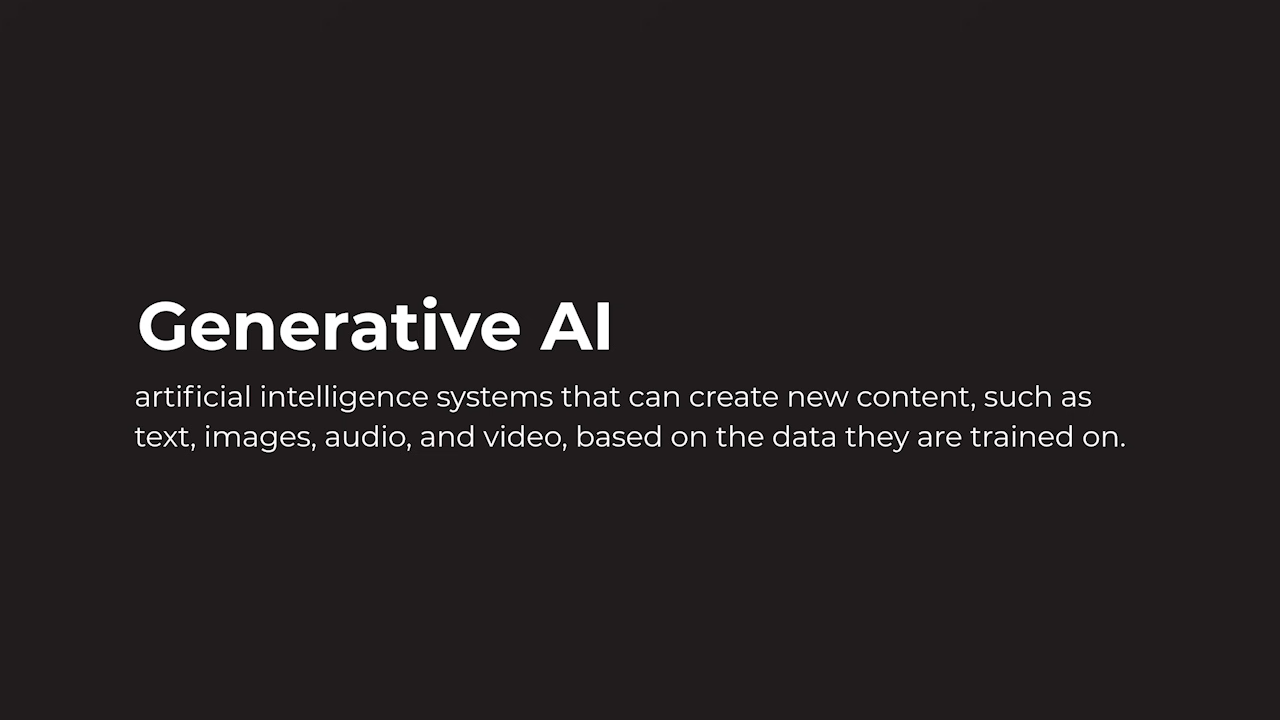 Generative AI
artificial intelligence systems that can create new content, such as
text, images, audio, and video, based on the data they are trained on.